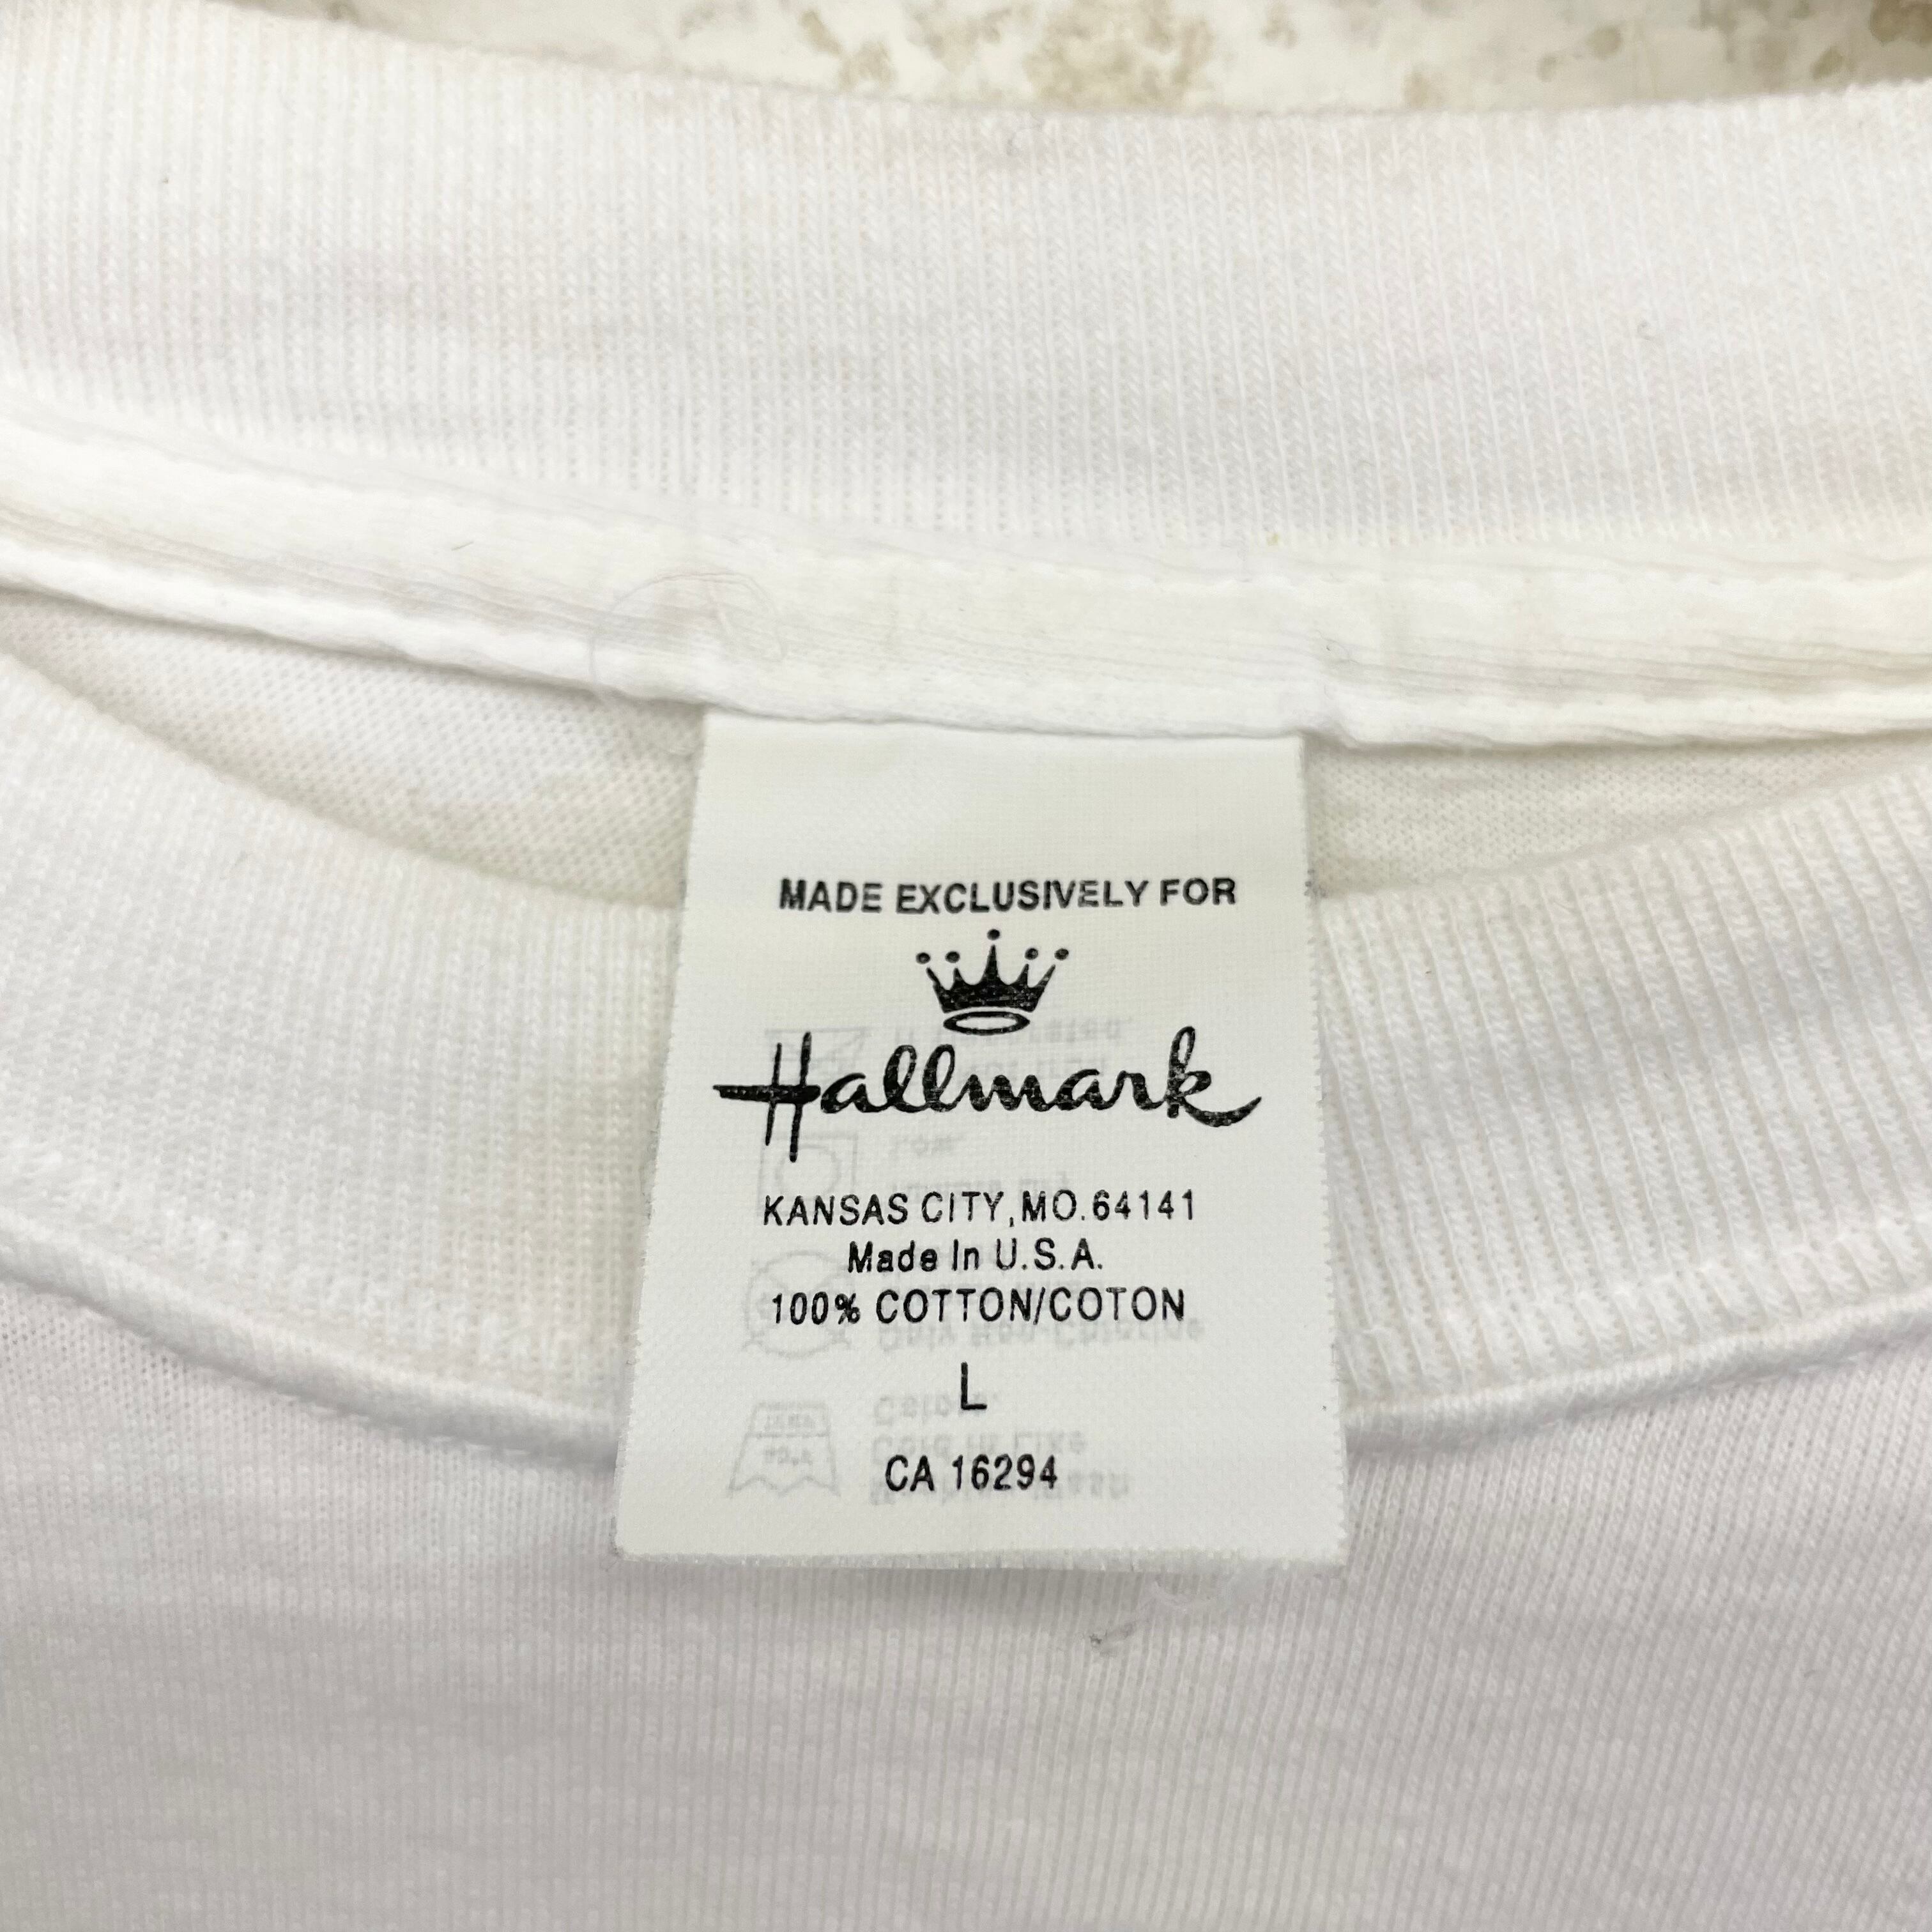 MADE EXCLUSIVELY FOR
Hallmark
KANSAS CITY, MO. 64141
Made In U.S.A.
100% COTTON/COTON
L
CA 16294